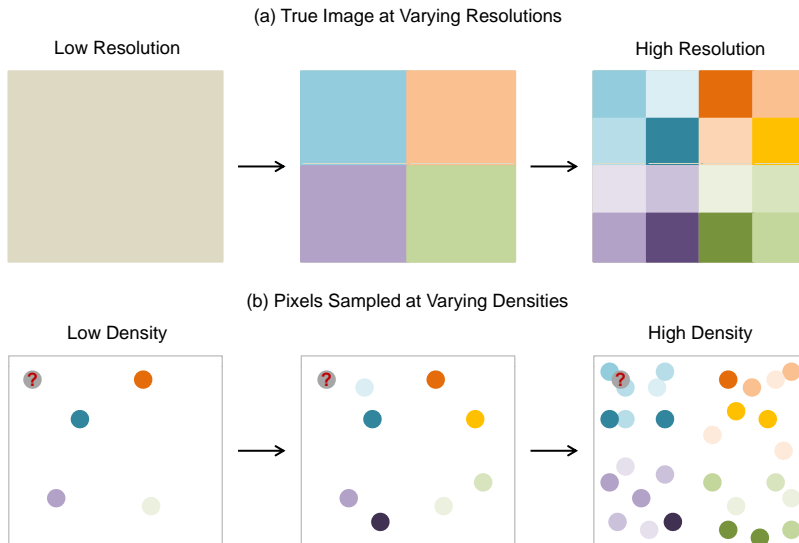 (a) True Image at Varying Resolutions
Low Resolution
High Resolution
(b) Pixels Sampled at Varying Densities
Low Density
High Density
?
?
?